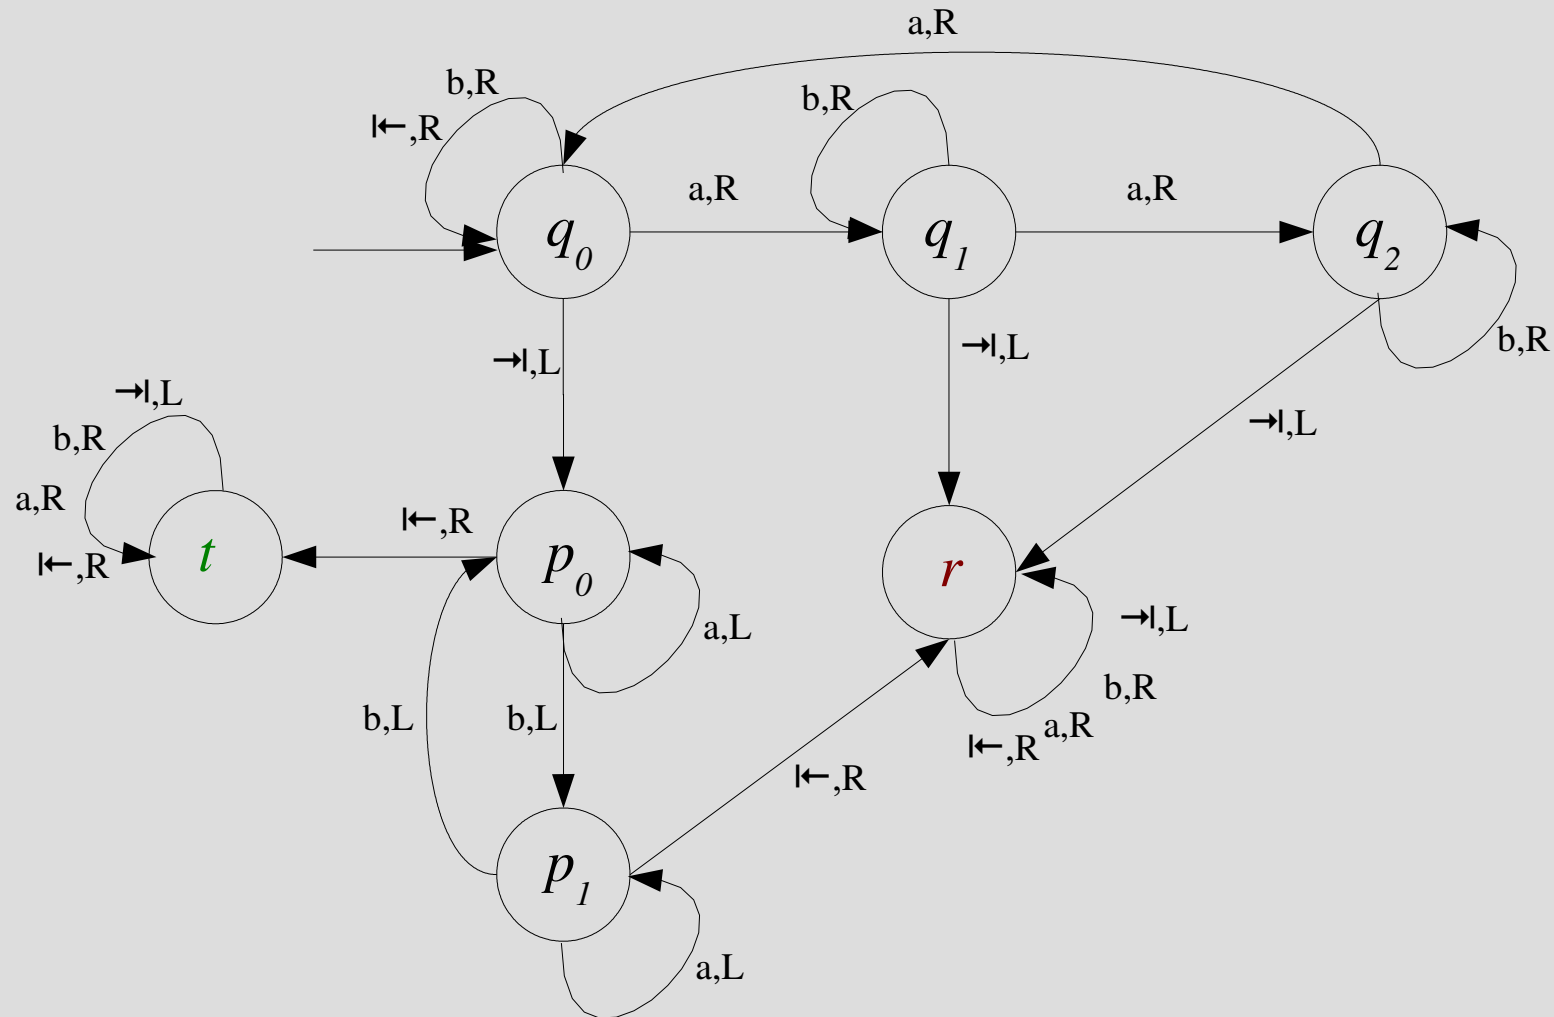 a,R
b,R
b,R
⊢,R
a,R
a,R
q0
q1
q2
b,R
⊣,L
⊣,L
⊣,L
⊣,L
b,R
a,R
⊢,R
⊢,R
t
p0
r
a,L
⊣,L
b,R
b,L
b,L
a,R
⊢,R
⊢,R
p1
a,L